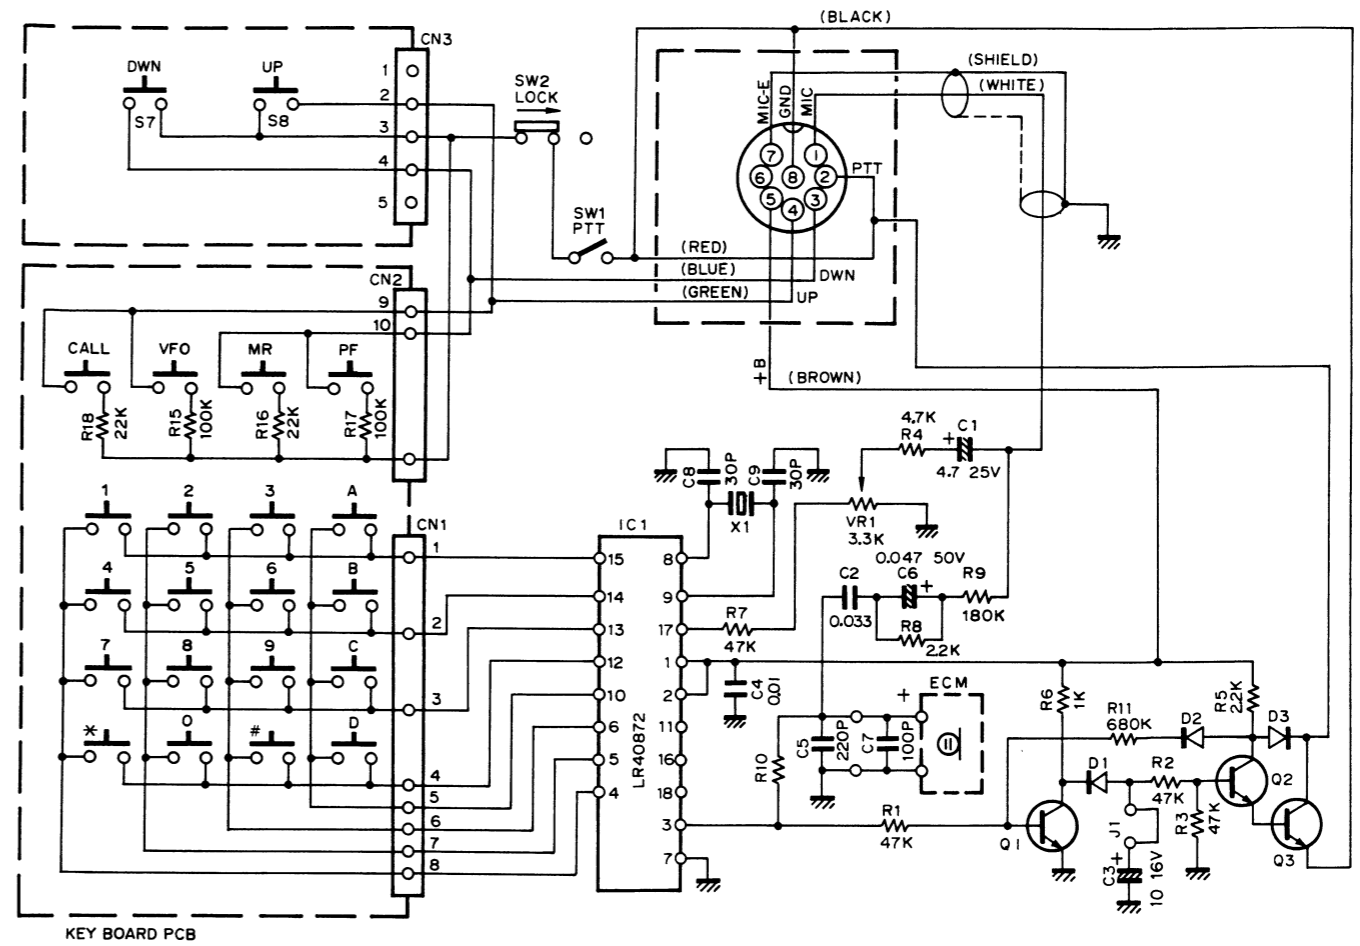 (BLACK)
CN3
DWN
UP
S7
S8
1
2
3
4
5
SW2
LOCK
SW1
PTT
(SHIELD)
(WHITE)
MIC-E
GND
MIC
7
1
6
8
2
5
4
3
PTT
(RED)
(BLUE)
(GREEN)
DWN
UP
+B
(BROWN)
CN2
9
10
CALL
VFO
MR
PF
R18
22K
R15
100K
R16
22K
R17
100K
CN1
1
2
3
A
4
5
6
B
7
8
9
C
*
0
#
D
1
2
3
4
5
6
7
8
KEY BOARD PCB
IC1
LR40872
15
14
13
12
10
6
5
4
8
9
17
1
2
11
16
18
3
7
C8
30P
C9
30P
X1
4.7K
R4
+
C1
4.7 25V
VR1
3.3K
0.047 50V
C2
0.033
C6
+
R9
180K
R8
2.2K
R7
47K
C4
0.01
ECM
+
R10
C5
220P
C7
100P
R1
47K
R6
1K
R11
680K
D2
R5
2.2K
D3
D1
R2
47K
R3
47K
J1
C3
+
10 16V
Q1
Q2
Q3